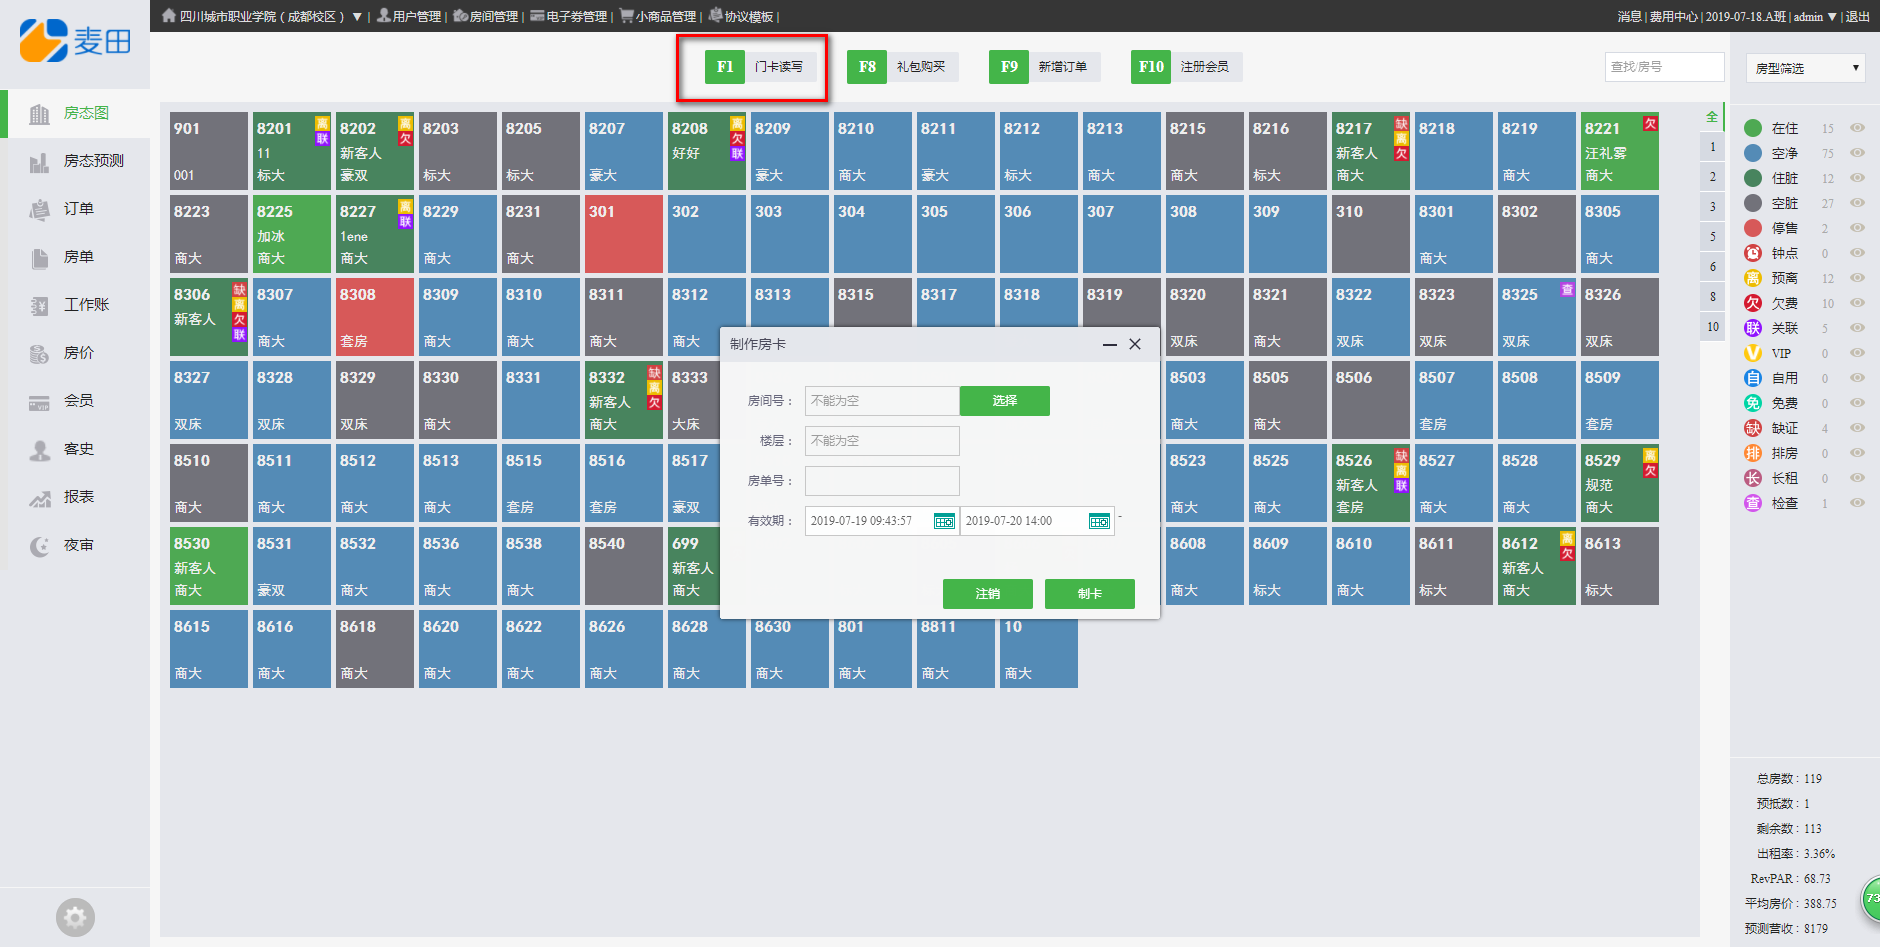 麦田
四川城市职业学院（成都校区） ▼ | 用户管理 | 房间管理 | 电子券管理 | 小商品管理 | 协议模板 |
消息 | 费用中心 | 2019-07-18.A班 | admin ▼ | 退出
F1 门卡读写
F8 礼包购买
F9 新增订单
F10 注册会员
查找/房号
房型筛选
房态图
房态预测
订单
房单
工作账
房价
会员
客史
报表
夜审
901
001
8201 离
11 联
标大
8202 离
新客人 欠
豪双
8203
标大
8205
标大
8207
豪大
8208 离
好好 欠
联
8209
豪大
8210
商大
8211
豪大
8212
标大
8213
商大
8215
商大
8216
标大
8217 缺
新客人 离
商大 欠
8218
8219
商大
8221 欠
汪礼雾
商大
8223
商大
8225
加冰
商大
8227 离
1ene 联
商大
8229
商大
8231
商大
301
302
303
304
305
306
307
308
309
310
8301
商大
8302
8305
商大
8306 缺
新客人 离
欠
联
8307
商大
8308
套房
8309
商大
8310
商大
8311
商大
8312
商大
8313
8315
8317
8318
8319
8320
双床
8321
商大
8322
双床
8323
双床
8325 查
双床
8326
双床
8327
双床
8328
双床
8329
双床
8330
商大
8331
8332 缺
新客人 离
商大 欠
8333
大床
8503
商大
8505
商大
8506
8507
套房
8508
8509
套房
8510
商大
8511
商大
8512
商大
8513
商大
8515
套房
8516
套房
8517
豪双
8523
商大
8525
商大
8526 缺
新客人 离
套房 联
8527
商大
8528
商大
8529 离
规范 欠
商大
8530
新客人
商大
8531
豪双
8532
商大
8536
商大
8538
商大
8540
699
新客人
商大
8608
商大
8609
标大
8610
商大
8611
标大
8612 离
新客人 欠
商大
8613
标大
8615
商大
8616
商大
8618
商大
8620
商大
8622
商大
8626
商大
8628
商大
8630
商大
801
商大
8811
商大
10
商大
制作房卡
房间号： 不能为空 选择
楼层： 不能为空
房单号：
有效期： 2019-07-19 09:43:57 2019-07-20 14:00 -
注销 制卡
全
1
2
3
5
6
8
10
在住 15
空净 75
住脏 12
空脏 27
停售 2
钟点 0
离 预离 12
欠 欠费 10
联 关联 5
V VIP 0
自 自用 0
免 免费 0
缺 缺证 4
排 排房 0
长 长租 0
查 检查 1
总房数：119
预抵数：1
剩余数：113
出租率：3.36%
RevPAR：68.73
平均房价：388.75
预测营收：8179